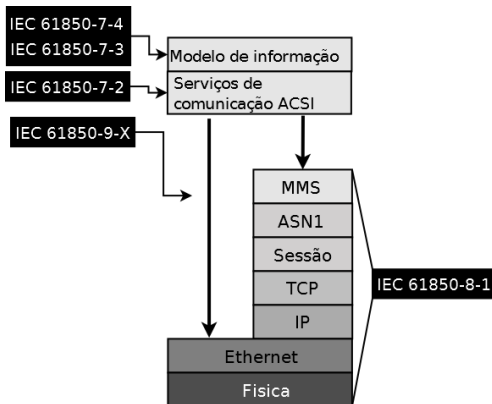 IEC 61850-7-4
IEC 61850-7-3
Modelo de informação
IEC 61850-7-2
Serviços de
comunicação ACSI
IEC 61850-9-X
MMS
ASN1
Sessão
TCP
IP
IEC 61850-8-1
Ethernet
Fisica